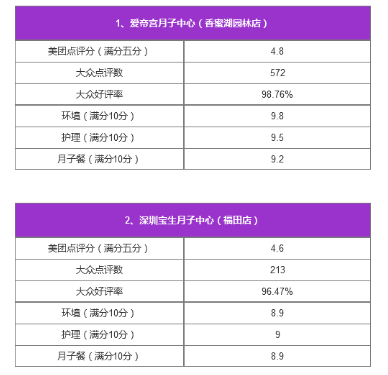 1、爱帝宫月子中心（香蜜湖园林店）
美团点评分（满分五分） 4.8
大众点评数 572
大众好评率 98.76%
环境（满分10分） 9.8
护理（满分10分） 9.5
月子餐（满分10分） 9.2
2、深圳宝生月子中心（福田店）
美团点评分（满分五分） 4.6
大众点评数 213
大众好评率 96.47%
环境（满分10分） 8.9
护理（满分10分） 9
月子餐（满分10分） 8.9